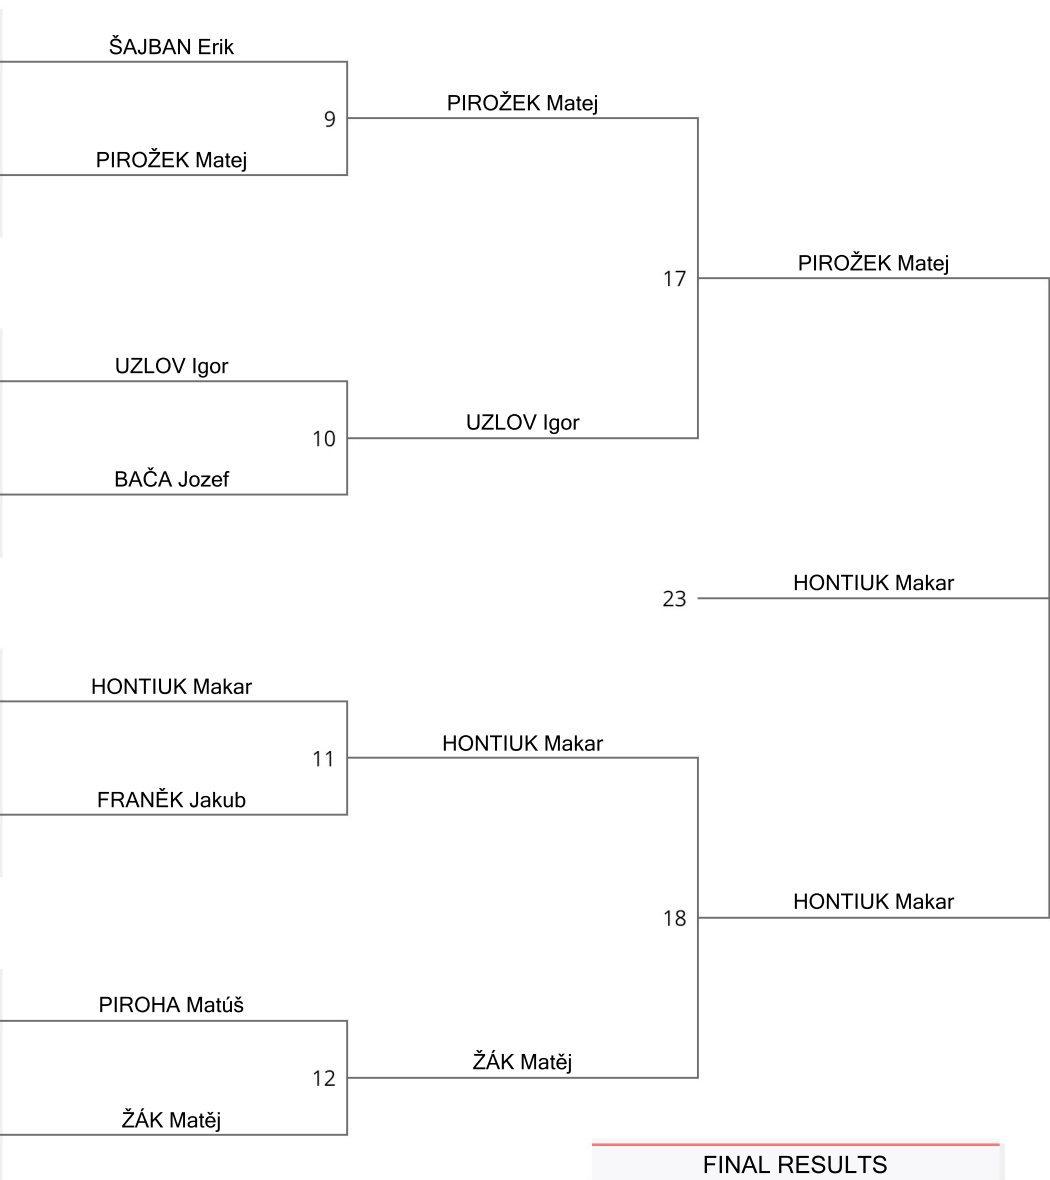 ŠAJBAN Erik
PIROŽEK Matej
9
PIROŽEK Matej
PIROŽEK Matej
17
UZLOV Igor
UZLOV Igor
10
BAČA Jozef
HONTIUK Makar
23
HONTIUK Makar
HONTIUK Makar
11
FRANĚK Jakub
HONTIUK Makar
18
PIROHA Matúš
ŽÁK Matěj
12
ŽÁK Matěj
FINAL RESULTS